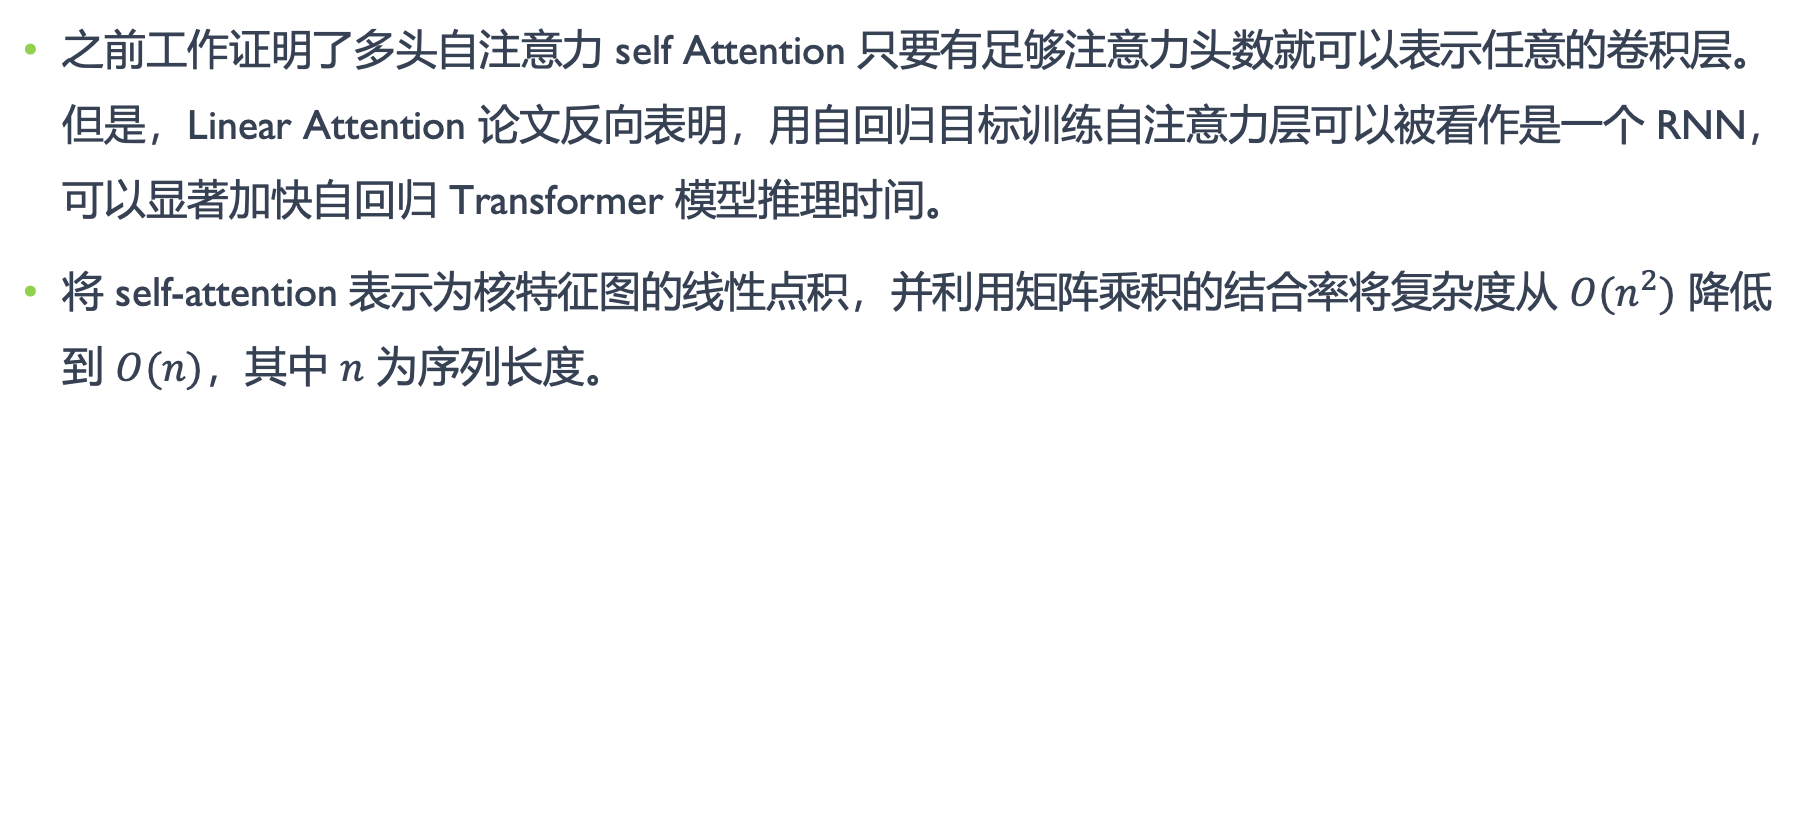 • 之前工作证明了多头自注意力 self Attention 只要有足够注意力头数就可以表示任意的卷积层。
但是，Linear Attention 论文反向表明，用自回归目标训练自注意力层可以被看作是一个 RNN，
可以显著加快自回归 Transformer 模型推理时间。
• 将 self-attention 表示为核特征图的线性点积，并利用矩阵乘积的结合率将复杂度从 O(n²) 降低
到 O(n)，其中 n 为序列长度。